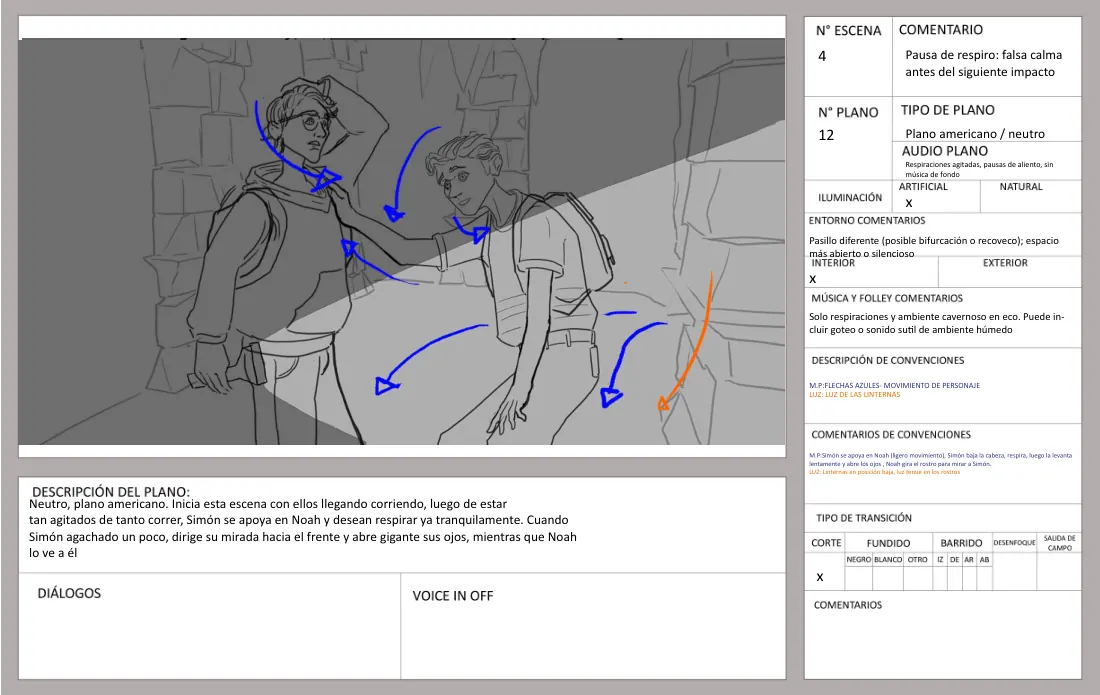 DESCRIPCIÓN DEL PLANO:
Neutro, plano americano. Inicia esta escena con ellos llegando corriendo, luego de estar
tan agitados de tanto correr, Simón se apoya en Noah y desean respirar ya tranquilamente. Cuando
Simón agachado un poco, dirige su mirada hacia el frente y abre gigante sus ojos, mientras que Noah
lo ve a él
DIÁLOGOS
VOICE IN OFF
N° ESCENA
4
COMENTARIO
Pausa de respiro: falsa calma
antes del siguiente impacto
N° PLANO
12
TIPO DE PLANO
Plano americano / neutro
AUDIO PLANO
Respiraciones agitadas, pausas de aliento, sin
música de fondo
ILUMINACIÓN
ARTIFICIAL
x
NATURAL
ENTORNO COMENTARIOS
Pasillo diferente (posible bifurcación o recoveco); espacio
más abierto o silencioso
INTERIOR
x
EXTERIOR
MÚSICA Y FOLLEY COMENTARIOS
Solo respiraciones y ambiente cavernoso en eco. Puede in-
cluir goteo o sonido sutil de ambiente húmedo
DESCRIPCIÓN DE CONVENCIONES
M.P:FLECHAS AZULES- MOVIMIENTO DE PERSONAJE
LUZ: LUZ DE LAS LINTERNAS
COMENTARIOS DE CONVENCIONES
M.P:Simón se apoya en Noah (ligero movimiento), Simón baja la cabeza, respira, luego la levanta
lentamente y abre los ojos , Noah gira el rostro para mirar a Simón.
LUZ: Linternas en posición baja, luz tenue en los rostros
TIPO DE TRANSICIÓN
CORTE
x
FUNDIDO
NEGRO BLANCO OTRO
BARRIDO
IZ DE AR AB
DESENFOQUE
SALIDA DE
CAMPO
COMENTARIOS